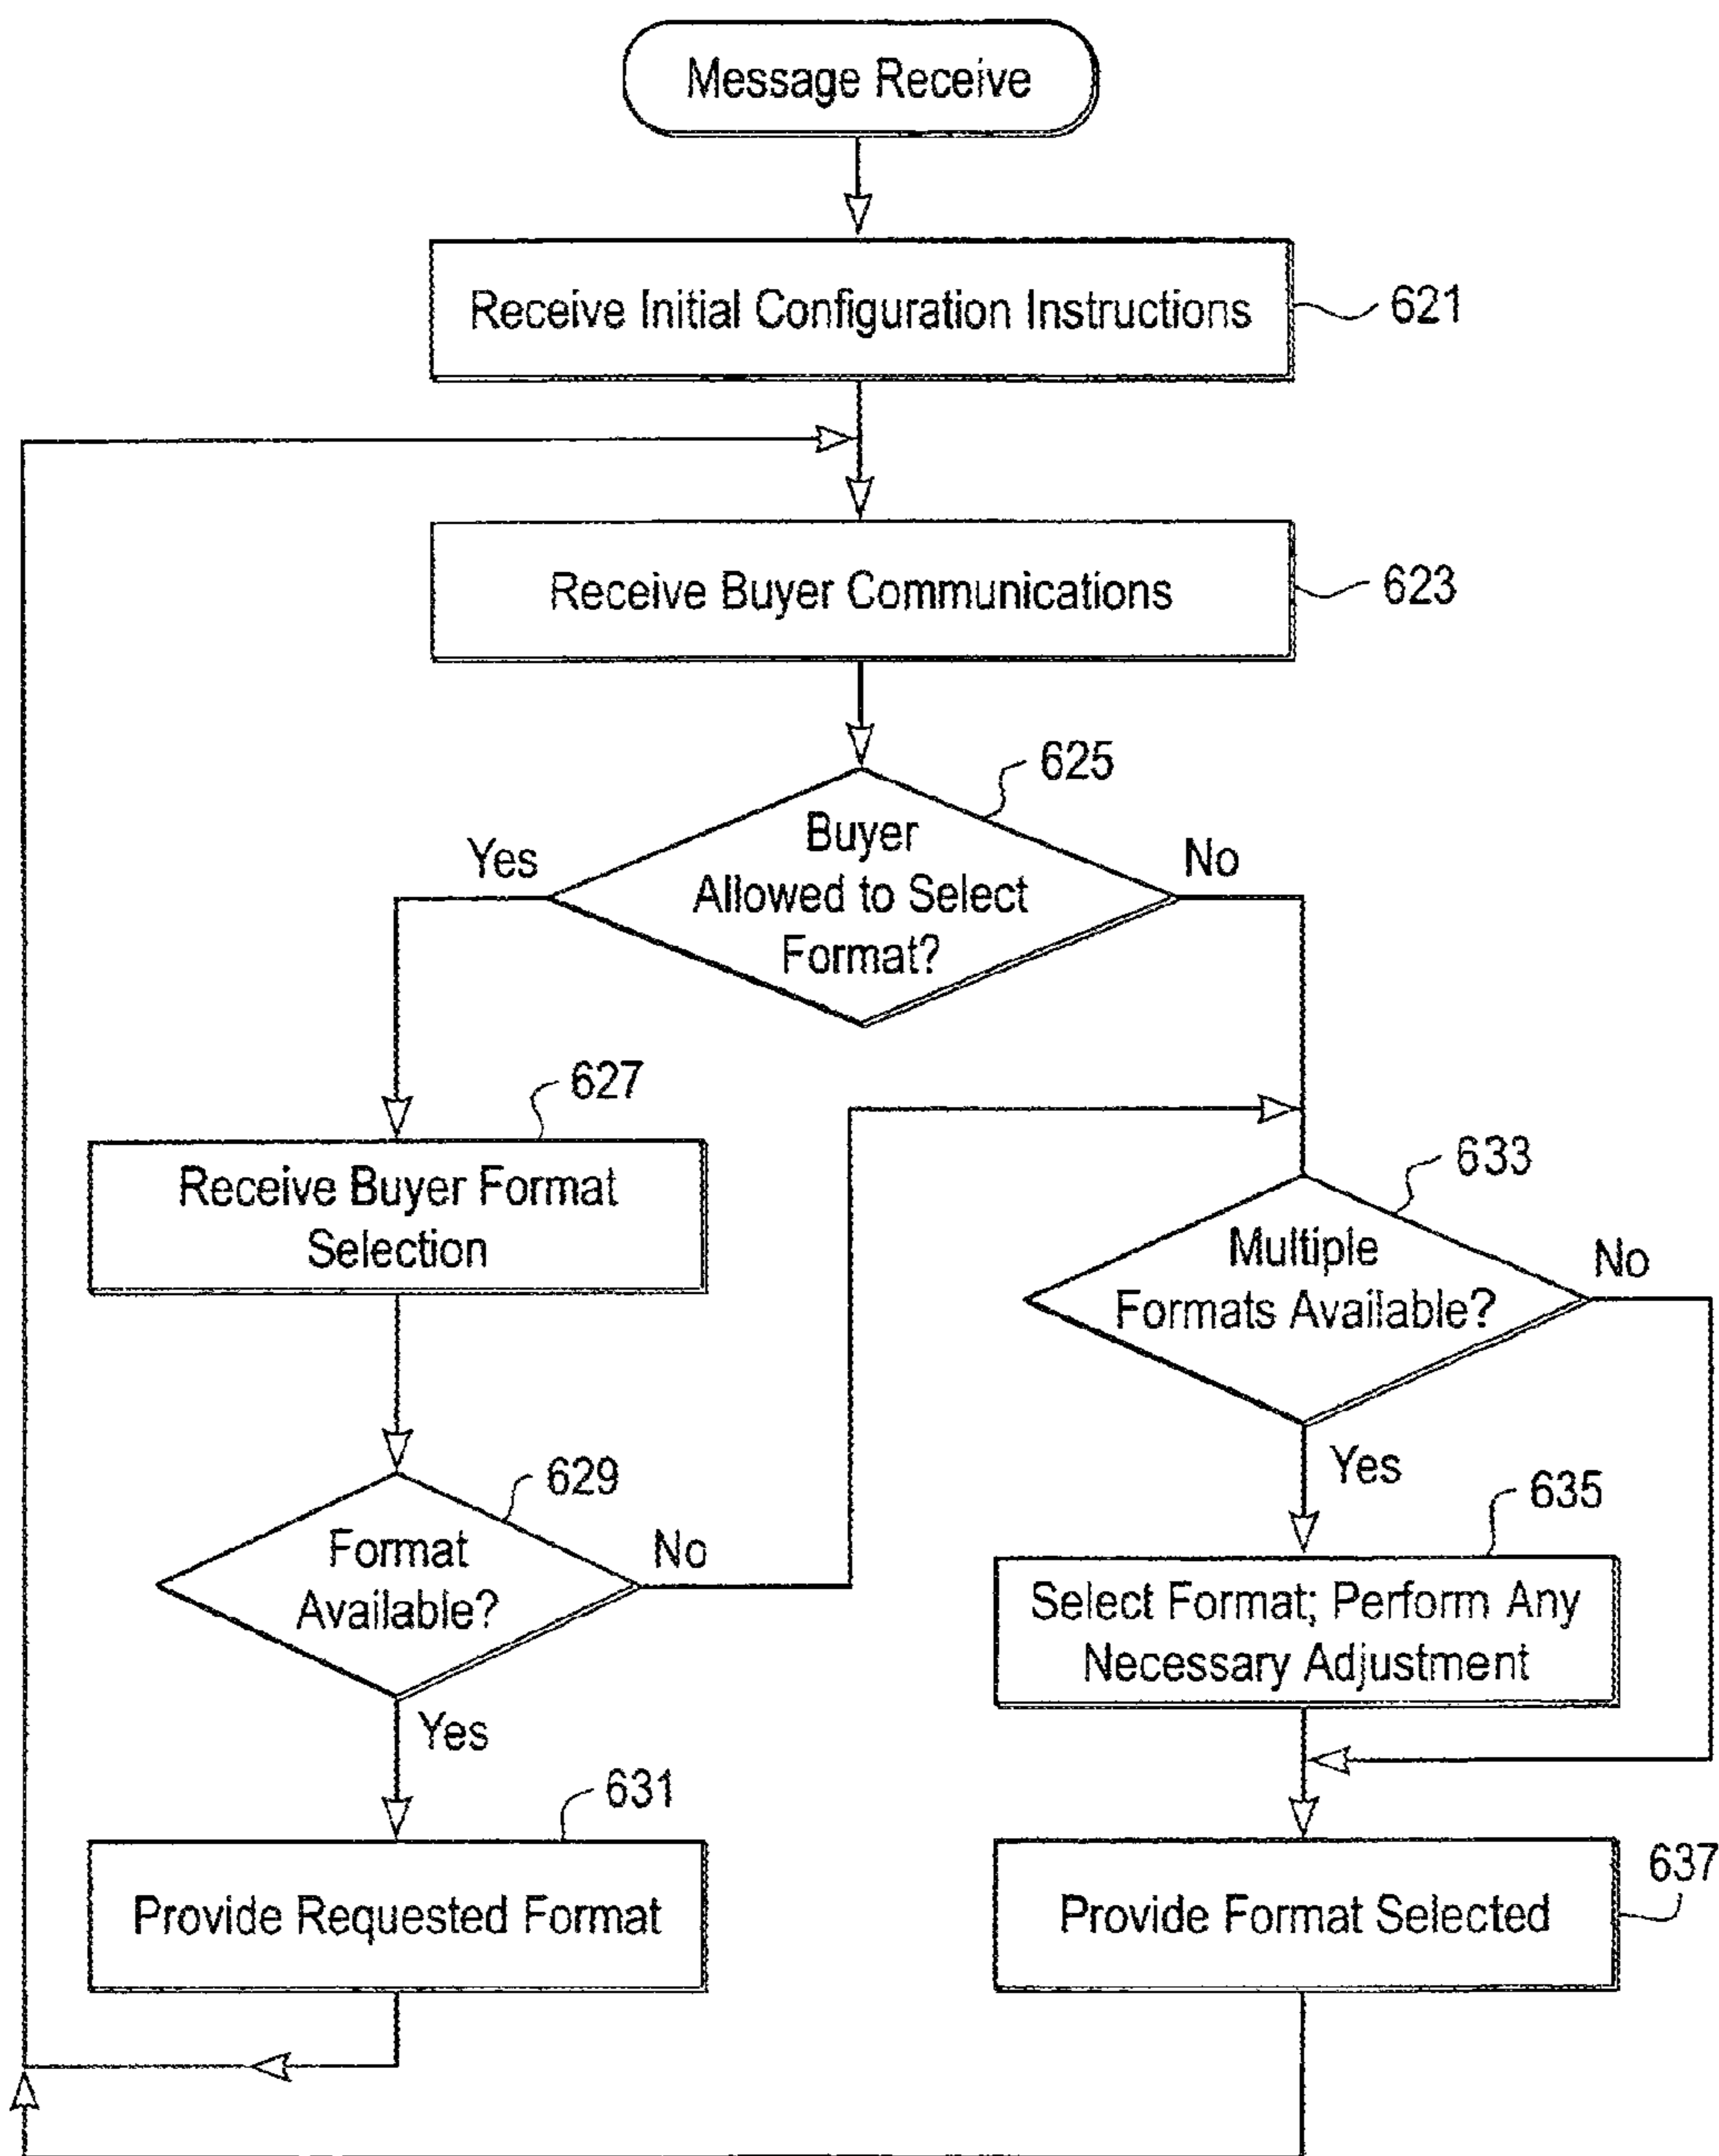 Message Receive
Receive Initial Configuration Instructions
621
Receive Buyer Communications
623
625
Buyer
Allowed to Select
Format?
Yes
No
627
Receive Buyer Format
Selection
633
Multiple
Formats Available?
No
Yes
629
Format
Available?
No
Yes
635
Select Format; Perform Any
Necessary Adjustment
631
Provide Requested Format
637
Provide Format Selected